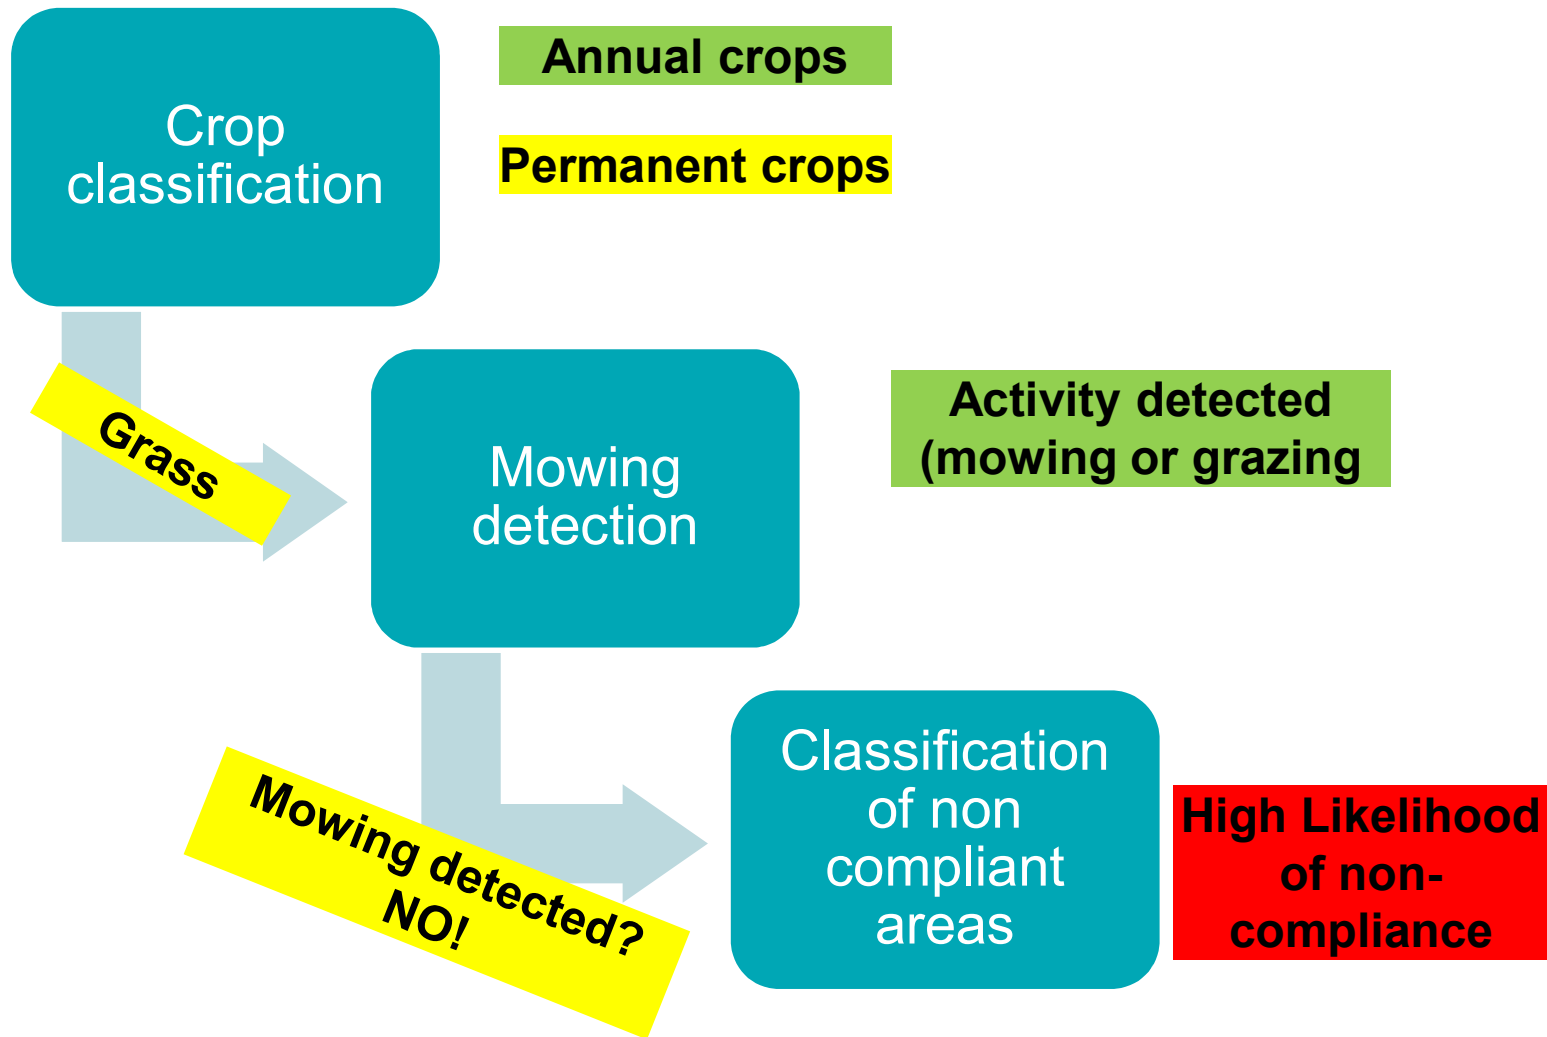 Crop
classification
Annual crops
Permanent crops
Grass
Mowing
detection
Activity detected
(mowing or grazing
Mowing detected?
NO!
Classification
of non
compliant
areas
High Likelihood
of non-
compliance